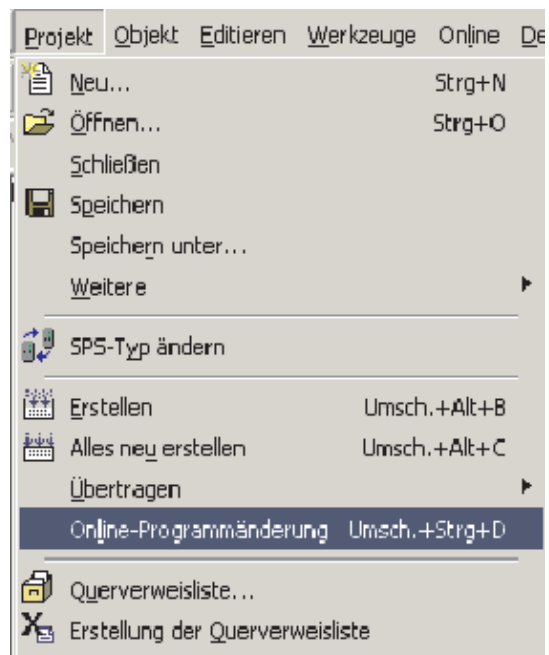 Projekt Objekt Editieren Werkzeuge Online De
Neu... Strg+N
Öffnen... Strg+O
Schließen
Speichern
Speichern unter...
Weitere
SPS-Typ ändern
Erstellen Umsch.+Alt+B
Alles neu erstellen Umsch.+Alt+C
Übertragen
Online-Programmänderung Umsch.+Strg+D
Querverweisliste...
Erstellung der Querverweisliste